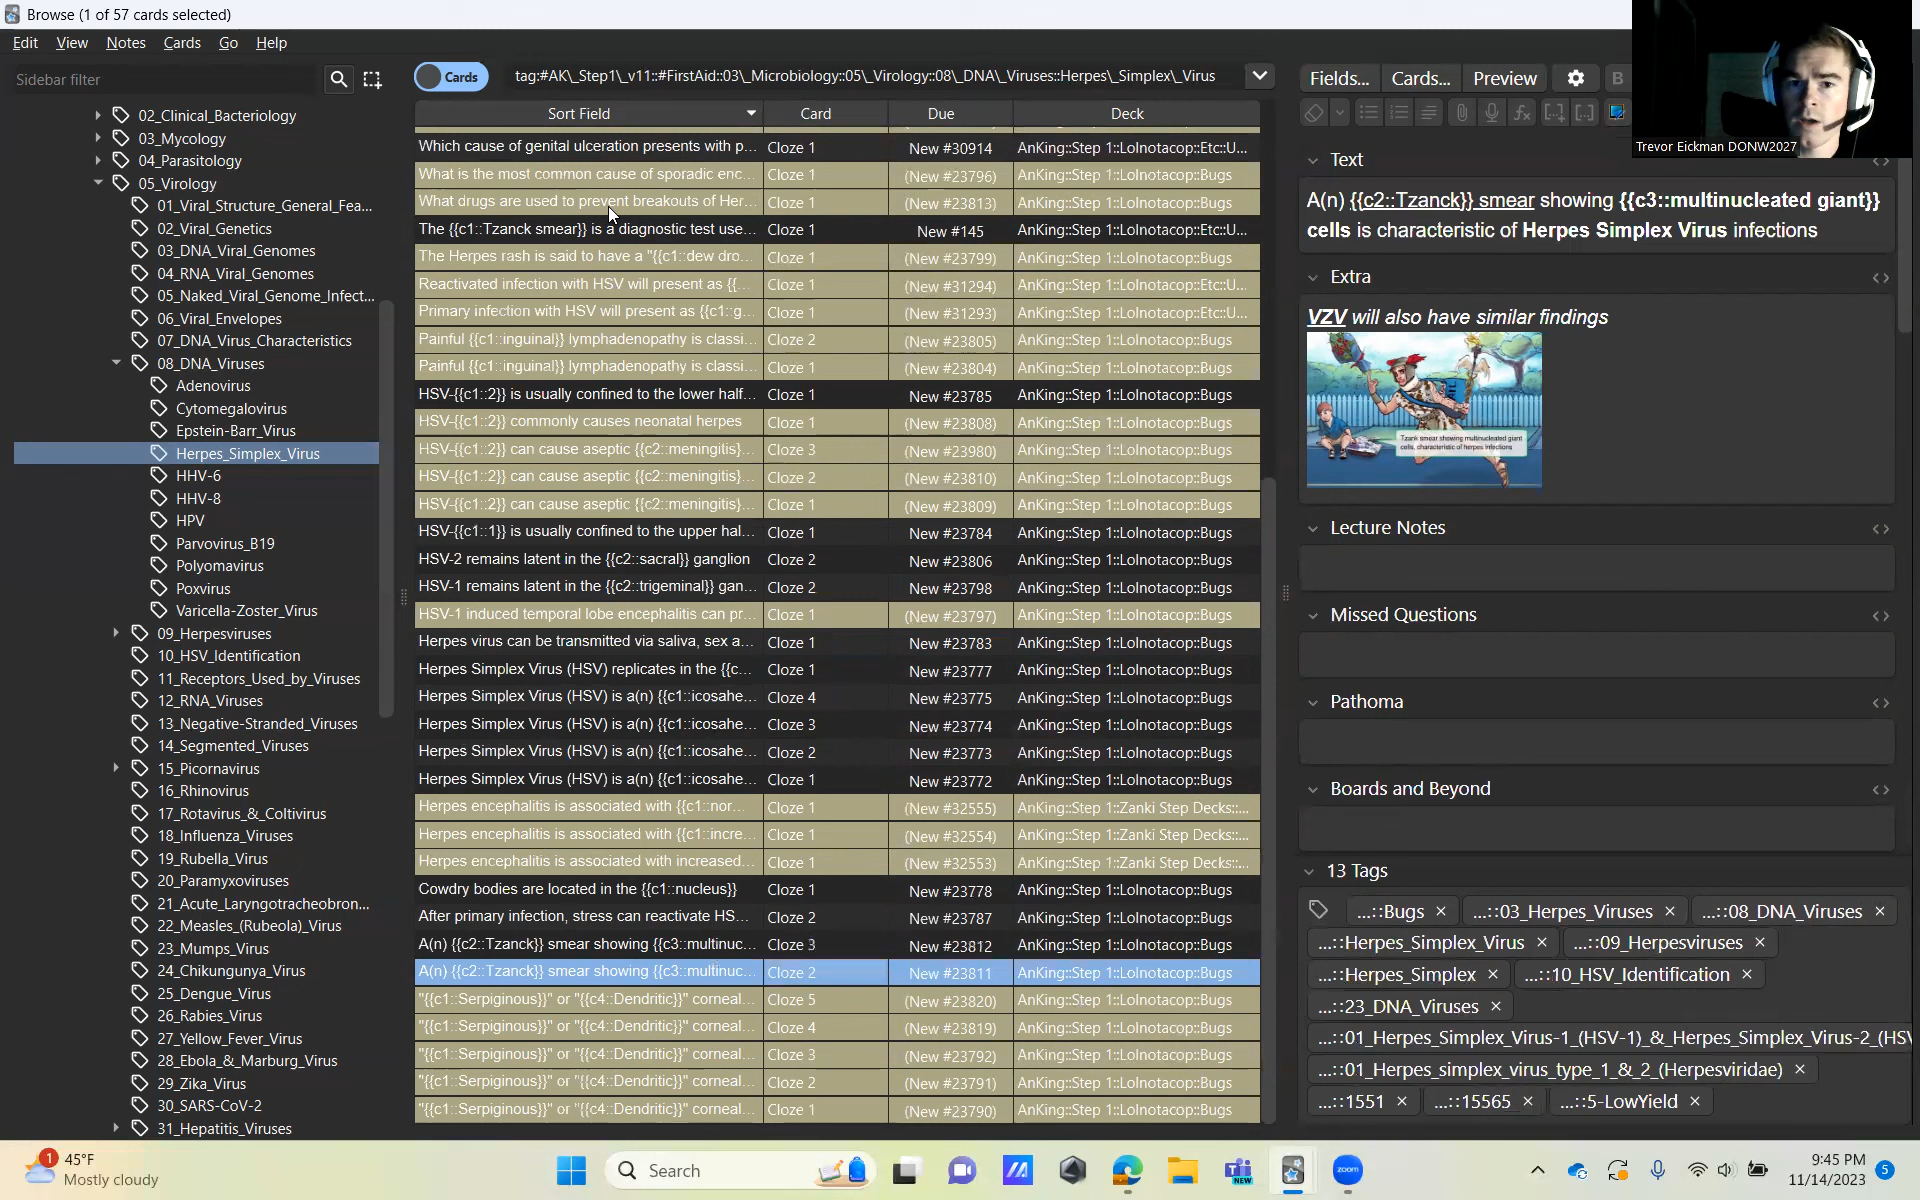 Browse (1 of 57 cards selected)
Edit View Notes Cards Go Help
Sidebar filter
02_Clinical_Bacteriology
03_Mycology
04_Parasitology
05_Virology
01_Viral_Structure_General_Fea...
02_Viral_Genetics
03_DNA_Viral_Genomes
04_RNA_Viral_Genomes
05_Naked_Viral_Genome_Infect...
06_Viral_Envelopes
07_DNA_Virus_Characteristics
08_DNA_Viruses
Adenovirus
Cytomegalovirus
Epstein-Barr_Virus
Herpes_Simplex_Virus
HHV-6
HHV-8
HPV
Parvovirus_B19
Polyomavirus
Poxvirus
Varicella-Zoster_Virus
09_Herpesviruses
10_HSV_Identification
11_Receptors_Used_by_Viruses
12_RNA_Viruses
13_Negative-Stranded_Viruses
14_Segmented_Viruses
15_Picornavirus
16_Rhinovirus
17_Rotavirus_&_Coltivirus
18_Influenza_Viruses
19_Rubella_Virus
20_Paramyxoviruses
21_Acute_Laryngotracheobron...
22_Measles_(Rubeola)_Virus
23_Mumps_Virus
24_Chikungunya_Virus
25_Dengue_Virus
26_Rabies_Virus
27_Yellow_Fever_Virus
28_Ebola_&_Marburg_Virus
29_Zika_Virus
30_SARS-CoV-2
31_Hepatitis_Viruses
Cards tag:#AK\_Step1\_v11::#FirstAid::03\_Microbiology::05\_Virology::08\_DNA\_Viruses::Herpes\_Simplex\_Virus
Sort Field Card Due Deck
Which cause of genital ulceration presents with p... Cloze 1 New #30914 AnKing::Step 1::Lolnotacop::Etc::U...
What is the most common cause of sporadic enc... Cloze 1 (New #23796) AnKing::Step 1::Lolnotacop::Bugs
What drugs are used to prevent breakouts of Her... Cloze 1 (New #23813) AnKing::Step 1::Lolnotacop::Bugs
The {{c1::Tzanck smear}} is a diagnostic test use... Cloze 1 New #145 AnKing::Step 1::Lolnotacop::Etc::U...
The Herpes rash is said to have a "{{c1::dew dro... Cloze 1 (New #23799) AnKing::Step 1::Lolnotacop::Bugs
Reactivated infection with HSV will present as {{... Cloze 1 (New #31294) AnKing::Step 1::Lolnotacop::Etc::U...
Primary infection with HSV will present as {{c1::g... Cloze 1 (New #31293) AnKing::Step 1::Lolnotacop::Etc::U...
Painful {{c1::inguinal}} lymphadenopathy is classi... Cloze 2 (New #23805) AnKing::Step 1::Lolnotacop::Bugs
Painful {{c1::inguinal}} lymphadenopathy is classi... Cloze 1 (New #23804) AnKing::Step 1::Lolnotacop::Bugs
HSV-{{c1::2}} is usually confined to the lower half... Cloze 1 New #23785 AnKing::Step 1::Lolnotacop::Bugs
HSV-{{c1::2}} commonly causes neonatal herpes Cloze 1 (New #23808) AnKing::Step 1::Lolnotacop::Bugs
HSV-{{c1::2}} can cause aseptic {{c2::meningitis}... Cloze 3 (New #23980) AnKing::Step 1::Lolnotacop::Bugs
HSV-{{c1::2}} can cause aseptic {{c2::meningitis}... Cloze 2 (New #23810) AnKing::Step 1::Lolnotacop::Bugs
HSV-{{c1::2}} can cause aseptic {{c2::meningitis}... Cloze 1 (New #23809) AnKing::Step 1::Lolnotacop::Bugs
HSV-{{c1::1}} is usually confined to the upper hal... Cloze 1 New #23784 AnKing::Step 1::Lolnotacop::Bugs
HSV-2 remains latent in the {{c2::sacral}} ganglion Cloze 2 New #23806 AnKing::Step 1::Lolnotacop::Bugs
HSV-1 remains latent in the {{c2::trigeminal}} gan... Cloze 2 New #23798 AnKing::Step 1::Lolnotacop::Bugs
HSV-1 induced temporal lobe encephalitis can pr... Cloze 1 (New #23797) AnKing::Step 1::Lolnotacop::Bugs
Herpes virus can be transmitted via saliva, sex a... Cloze 1 New #23783 AnKing::Step 1::Lolnotacop::Bugs
Herpes Simplex Virus (HSV) replicates in the {{c... Cloze 1 New #23777 AnKing::Step 1::Lolnotacop::Bugs
Herpes Simplex Virus (HSV) is a(n) {{c1::icosahe... Cloze 4 New #23775 AnKing::Step 1::Lolnotacop::Bugs
Herpes Simplex Virus (HSV) is a(n) {{c1::icosahe... Cloze 3 New #23774 AnKing::Step 1::Lolnotacop::Bugs
Herpes Simplex Virus (HSV) is a(n) {{c1::icosahe... Cloze 2 New #23773 AnKing::Step 1::Lolnotacop::Bugs
Herpes Simplex Virus (HSV) is a(n) {{c1::icosahe... Cloze 1 New #23772 AnKing::Step 1::Lolnotacop::Bugs
Herpes encephalitis is associated with {{c1::nor... Cloze 1 (New #32555) AnKing::Step 1::Zanki Step Decks::...
Herpes encephalitis is associated with {{c1::incre... Cloze 1 (New #32554) AnKing::Step 1::Zanki Step Decks::...
Herpes encephalitis is associated with increased... Cloze 1 (New #32553) AnKing::Step 1::Zanki Step Decks::...
Cowdry bodies are located in the {{c1::nucleus}} Cloze 1 New #23778 AnKing::Step 1::Lolnotacop::Bugs
After primary infection, stress can reactivate HS... Cloze 2 New #23787 AnKing::Step 1::Lolnotacop::Bugs
A(n) {{c2::Tzanck}} smear showing {{c3::multinuc... Cloze 3 New #23812 AnKing::Step 1::Lolnotacop::Bugs
A(n) {{c2::Tzanck}} smear showing {{c3::multinuc... Cloze 2 New #23811 AnKing::Step 1::Lolnotacop::Bugs
"{{c1::Serpiginous}}" or "{{c4::Dendritic}}" corneal... Cloze 5 (New #23820) AnKing::Step 1::Lolnotacop::Bugs
"{{c1::Serpiginous}}" or "{{c4::Dendritic}}" corneal... Cloze 4 (New #23819) AnKing::Step 1::Lolnotacop::Bugs
"{{c1::Serpiginous}}" or "{{c4::Dendritic}}" corneal... Cloze 3 (New #23792) AnKing::Step 1::Lolnotacop::Bugs
"{{c1::Serpiginous}}" or "{{c4::Dendritic}}" corneal... Cloze 2 (New #23791) AnKing::Step 1::Lolnotacop::Bugs
"{{c1::Serpiginous}}" or "{{c4::Dendritic}}" corneal... Cloze 1 (New #23790) AnKing::Step 1::Lolnotacop::Bugs
Fields... Cards... Preview B
Trevor Eickman DONW2027
Text
A(n) {{c2::Tzanck}} smear showing {{c3::multinucleated giant}}
cells is characteristic of Herpes Simplex Virus infections
Extra
VZV will also have similar findings
Tzank smear showing multinucleated giant
cells, characteristic of herpes infections
Lecture Notes
Missed Questions
Pathoma
Boards and Beyond
13 Tags
...::Bugs × ...::03_Herpes_Viruses × ...::08_DNA_Viruses ×
...::Herpes_Simplex_Virus × ...::09_Herpesviruses ×
...::Herpes_Simplex × ...::10_HSV_Identification ×
...::23_DNA_Viruses ×
...::01_Herpes_Simplex_Virus-1_(HSV-1)_&_Herpes_Simplex_Virus-2_(HSV
...::01_Herpes_simplex_virus_type_1_&_2_(Herpesviridae) ×
...::1551 × ...::15565 × ...::5-LowYield ×
1
45°F
Mostly cloudy
Search
NEW
zoom
9:45 PM
11/14/2023
5